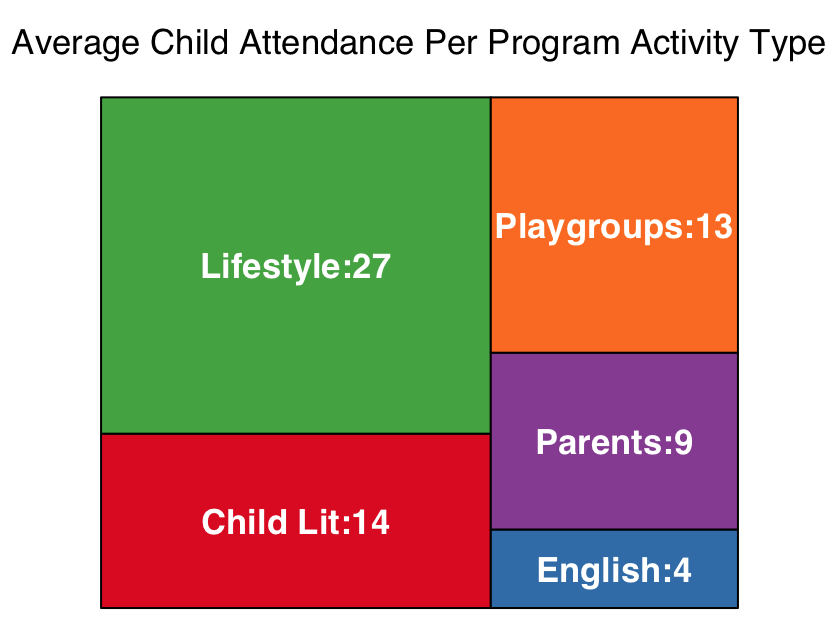 Average Child Attendance Per Program Activity Type
Lifestyle:27
Playgroups:13
Parents:9
Child Lit:14
English:4